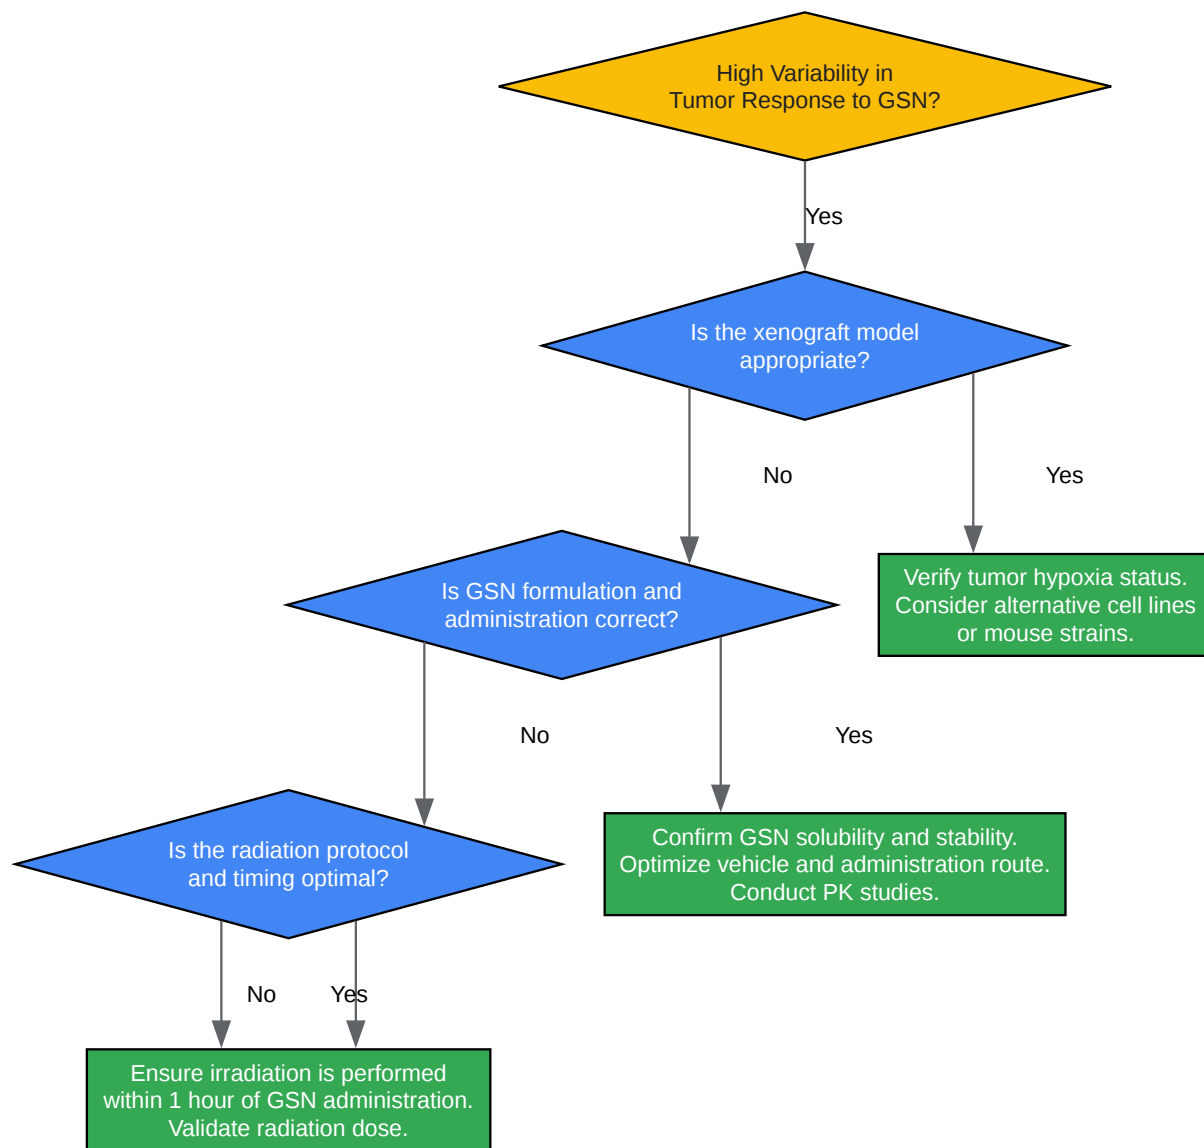 High Variability in
Tumor Response to GSN?
Yes
Is the xenograft model
appropriate?
No
Yes
Is GSN formulation and
administration correct?
Verify tumor hypoxia status.
Consider alternative cell lines
or mouse strains.
No
Yes
Is the radiation protocol
and timing optimal?
Confirm GSN solubility and stability.
Optimize vehicle and administration route.
Conduct PK studies.
No
Yes
Ensure irradiation is performed
within 1 hour of GSN administration.
Validate radiation dose.